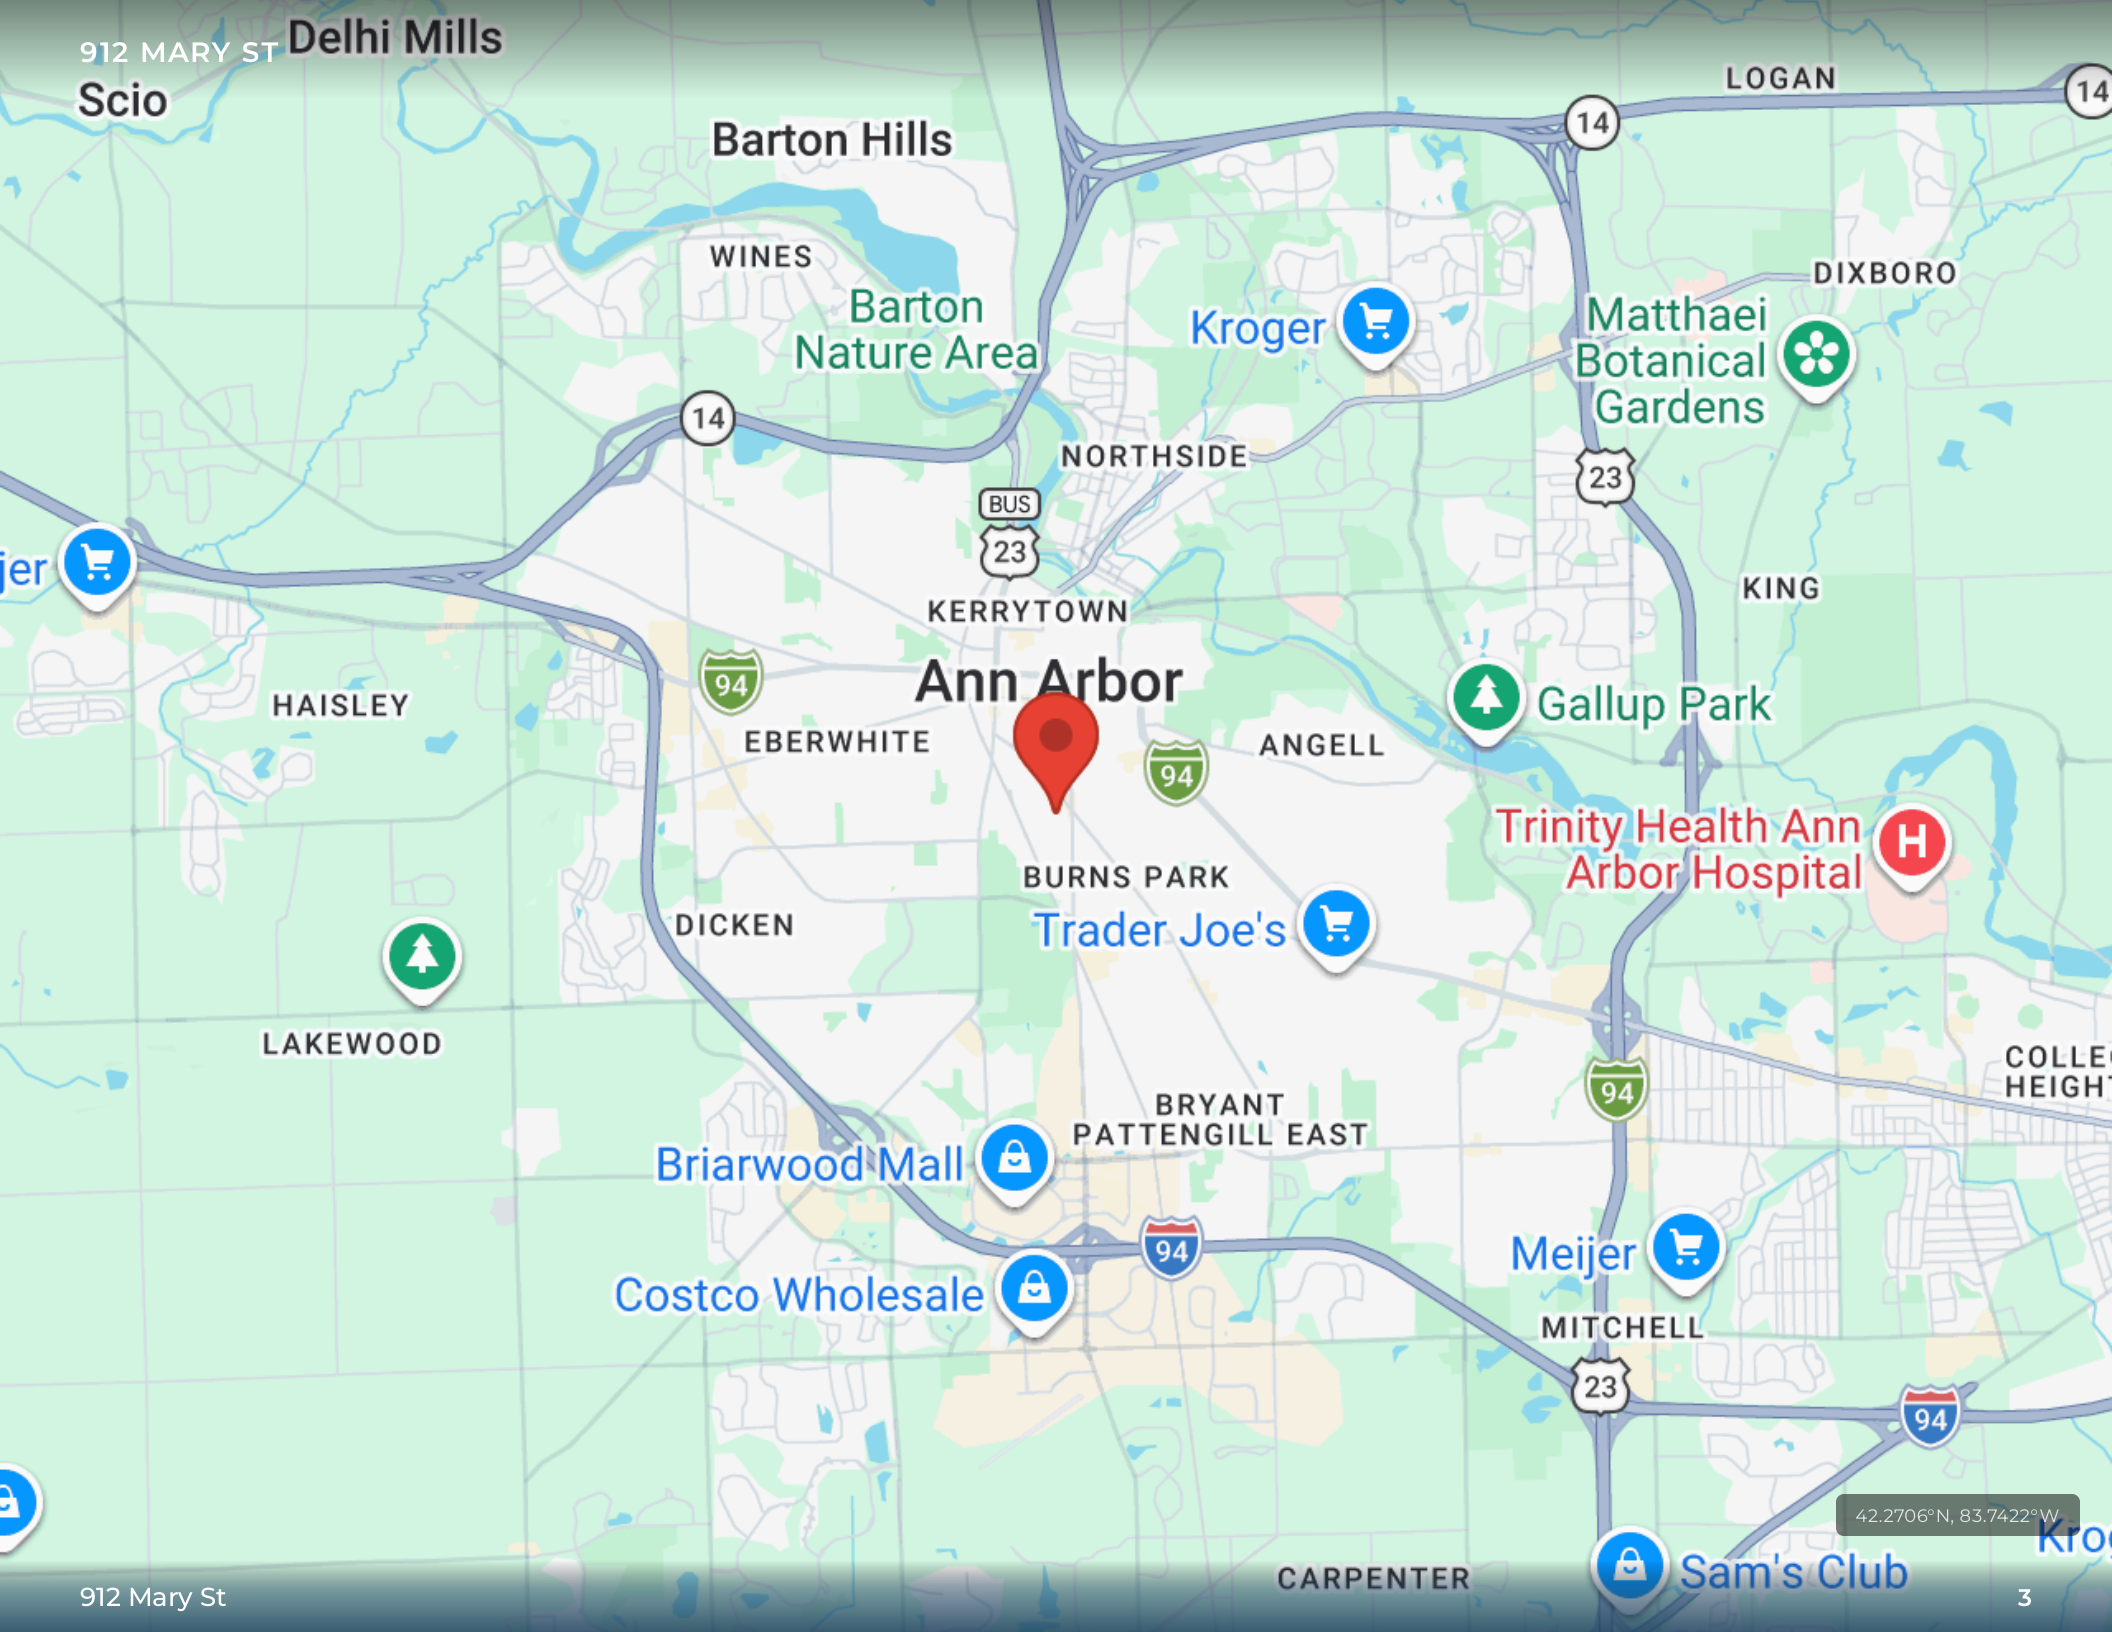 912 MARY ST
Delhi Mills
Scio
LOGAN
14
14
Barton Hills
WINES
DIXBORO
Barton
Nature Area
Kroger
Matthaei
Botanical
Gardens
14
NORTHSIDE
23
BUS
23
jer
KING
KERRYTOWN
Ann Arbor
94
HAISLEY
Gallup Park
EBERWHITE
ANGELL
94
Trinity Health Ann
Arbor Hospital
H
BURNS PARK
DICKEN
Trader Joe's
LAKEWOOD
COLLE
HEIGHT
94
BRYANT
PATTENGILL EAST
Briarwood Mall
94
Meijer
Costco Wholesale
MITCHELL
23
94
42.2706°N, 83.7422°W
Kro
CARPENTER
Sam's Club
912 Mary St
3